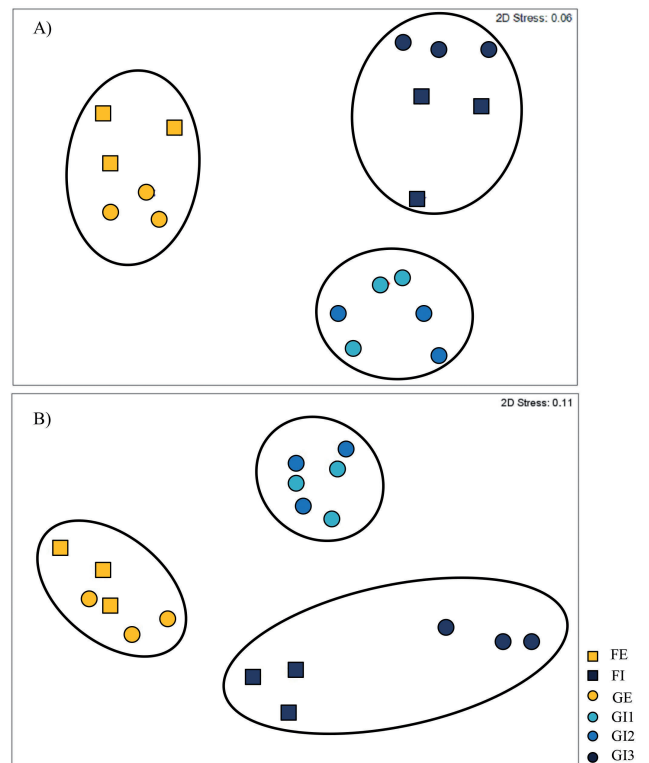 A)
2D Stress: 0.06
B)
2D Stress: 0.11
FE
FI
GE
GI1
GI2
GI3